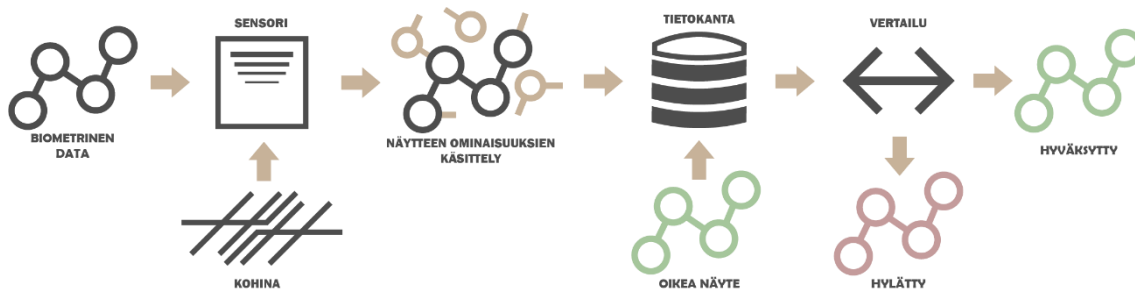 SENSORI
TIETOKANTA
VERTAILU
BIOMETRINEN
DATA
NÄYTTEEN OMINAISUUKSIEN
KÄSITTELY
HYVÄKSYTTY
KOHINA
OIKEA NÄYTE
HYLÄTTY